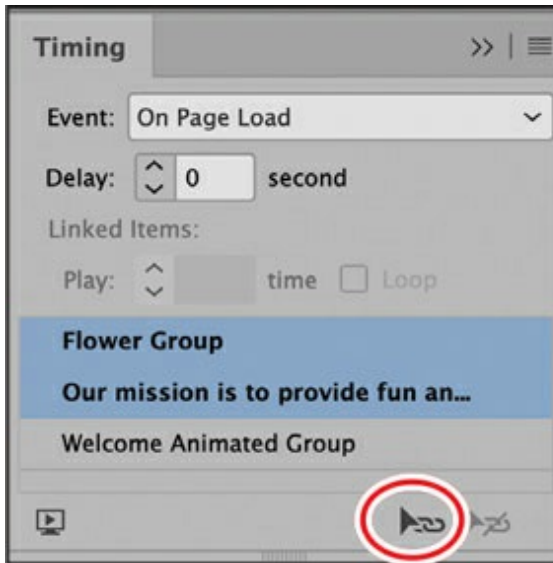 Timing
Event: On Page Load
Delay: 0 second
Linked Items:
Play: time Loop
Flower Group
Our mission is to provide fun an...
Welcome Animated Group